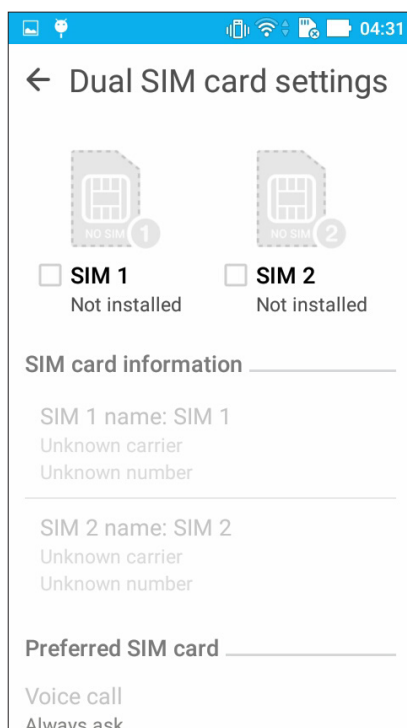 04:31
Dual SIM card settings
NO SIM 1
NO SIM 2
SIM 1
Not installed
SIM 2
Not installed
SIM card information
SIM 1 name: SIM 1
Unknown carrier
Unknown number
SIM 2 name: SIM 2
Unknown carrier
Unknown number
Preferred SIM card
Voice call
Always ask